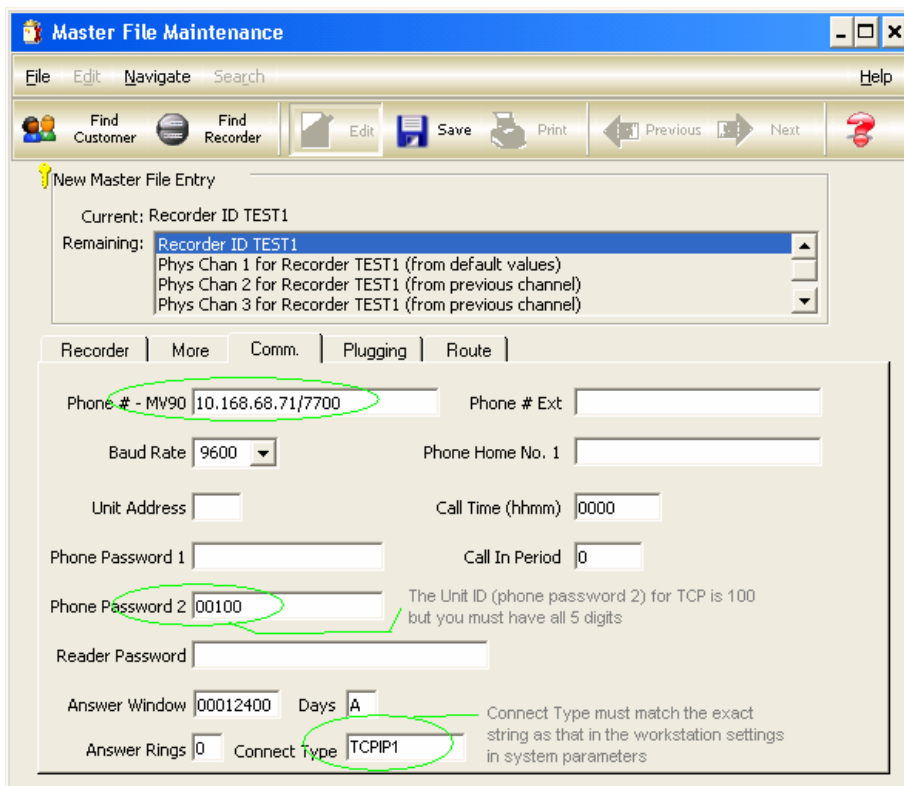 Master File Maintenance
File Edit Navigate Search Help
Find Customer Find Recorder Edit Save Print Previous Next
New Master File Entry
Current: Recorder ID TEST1
Remaining: Recorder ID TEST1
Phys Chan 1 for Recorder TEST1 (from default values)
Phys Chan 2 for Recorder TEST1 (from previous channel)
Phys Chan 3 for Recorder TEST1 (from previous channel)
Recorder More Comm. Plugging Route
Phone # - MV90 10.168.68.71/7700 Phone # Ext
Baud Rate 9600 Phone Home No. 1
Unit Address Call Time (hhmm) 0000
Phone Password 1 Call In Period 0
Phone Password 2 00100
The Unit ID (phone password 2) for TCP is 100
but you must have all 5 digits
Reader Password
Answer Window 00012400 Days A
Answer Rings 0 Connect Type TCPIP1
Connect Type must match the exact
string as that in the workstation settings
in system parameters